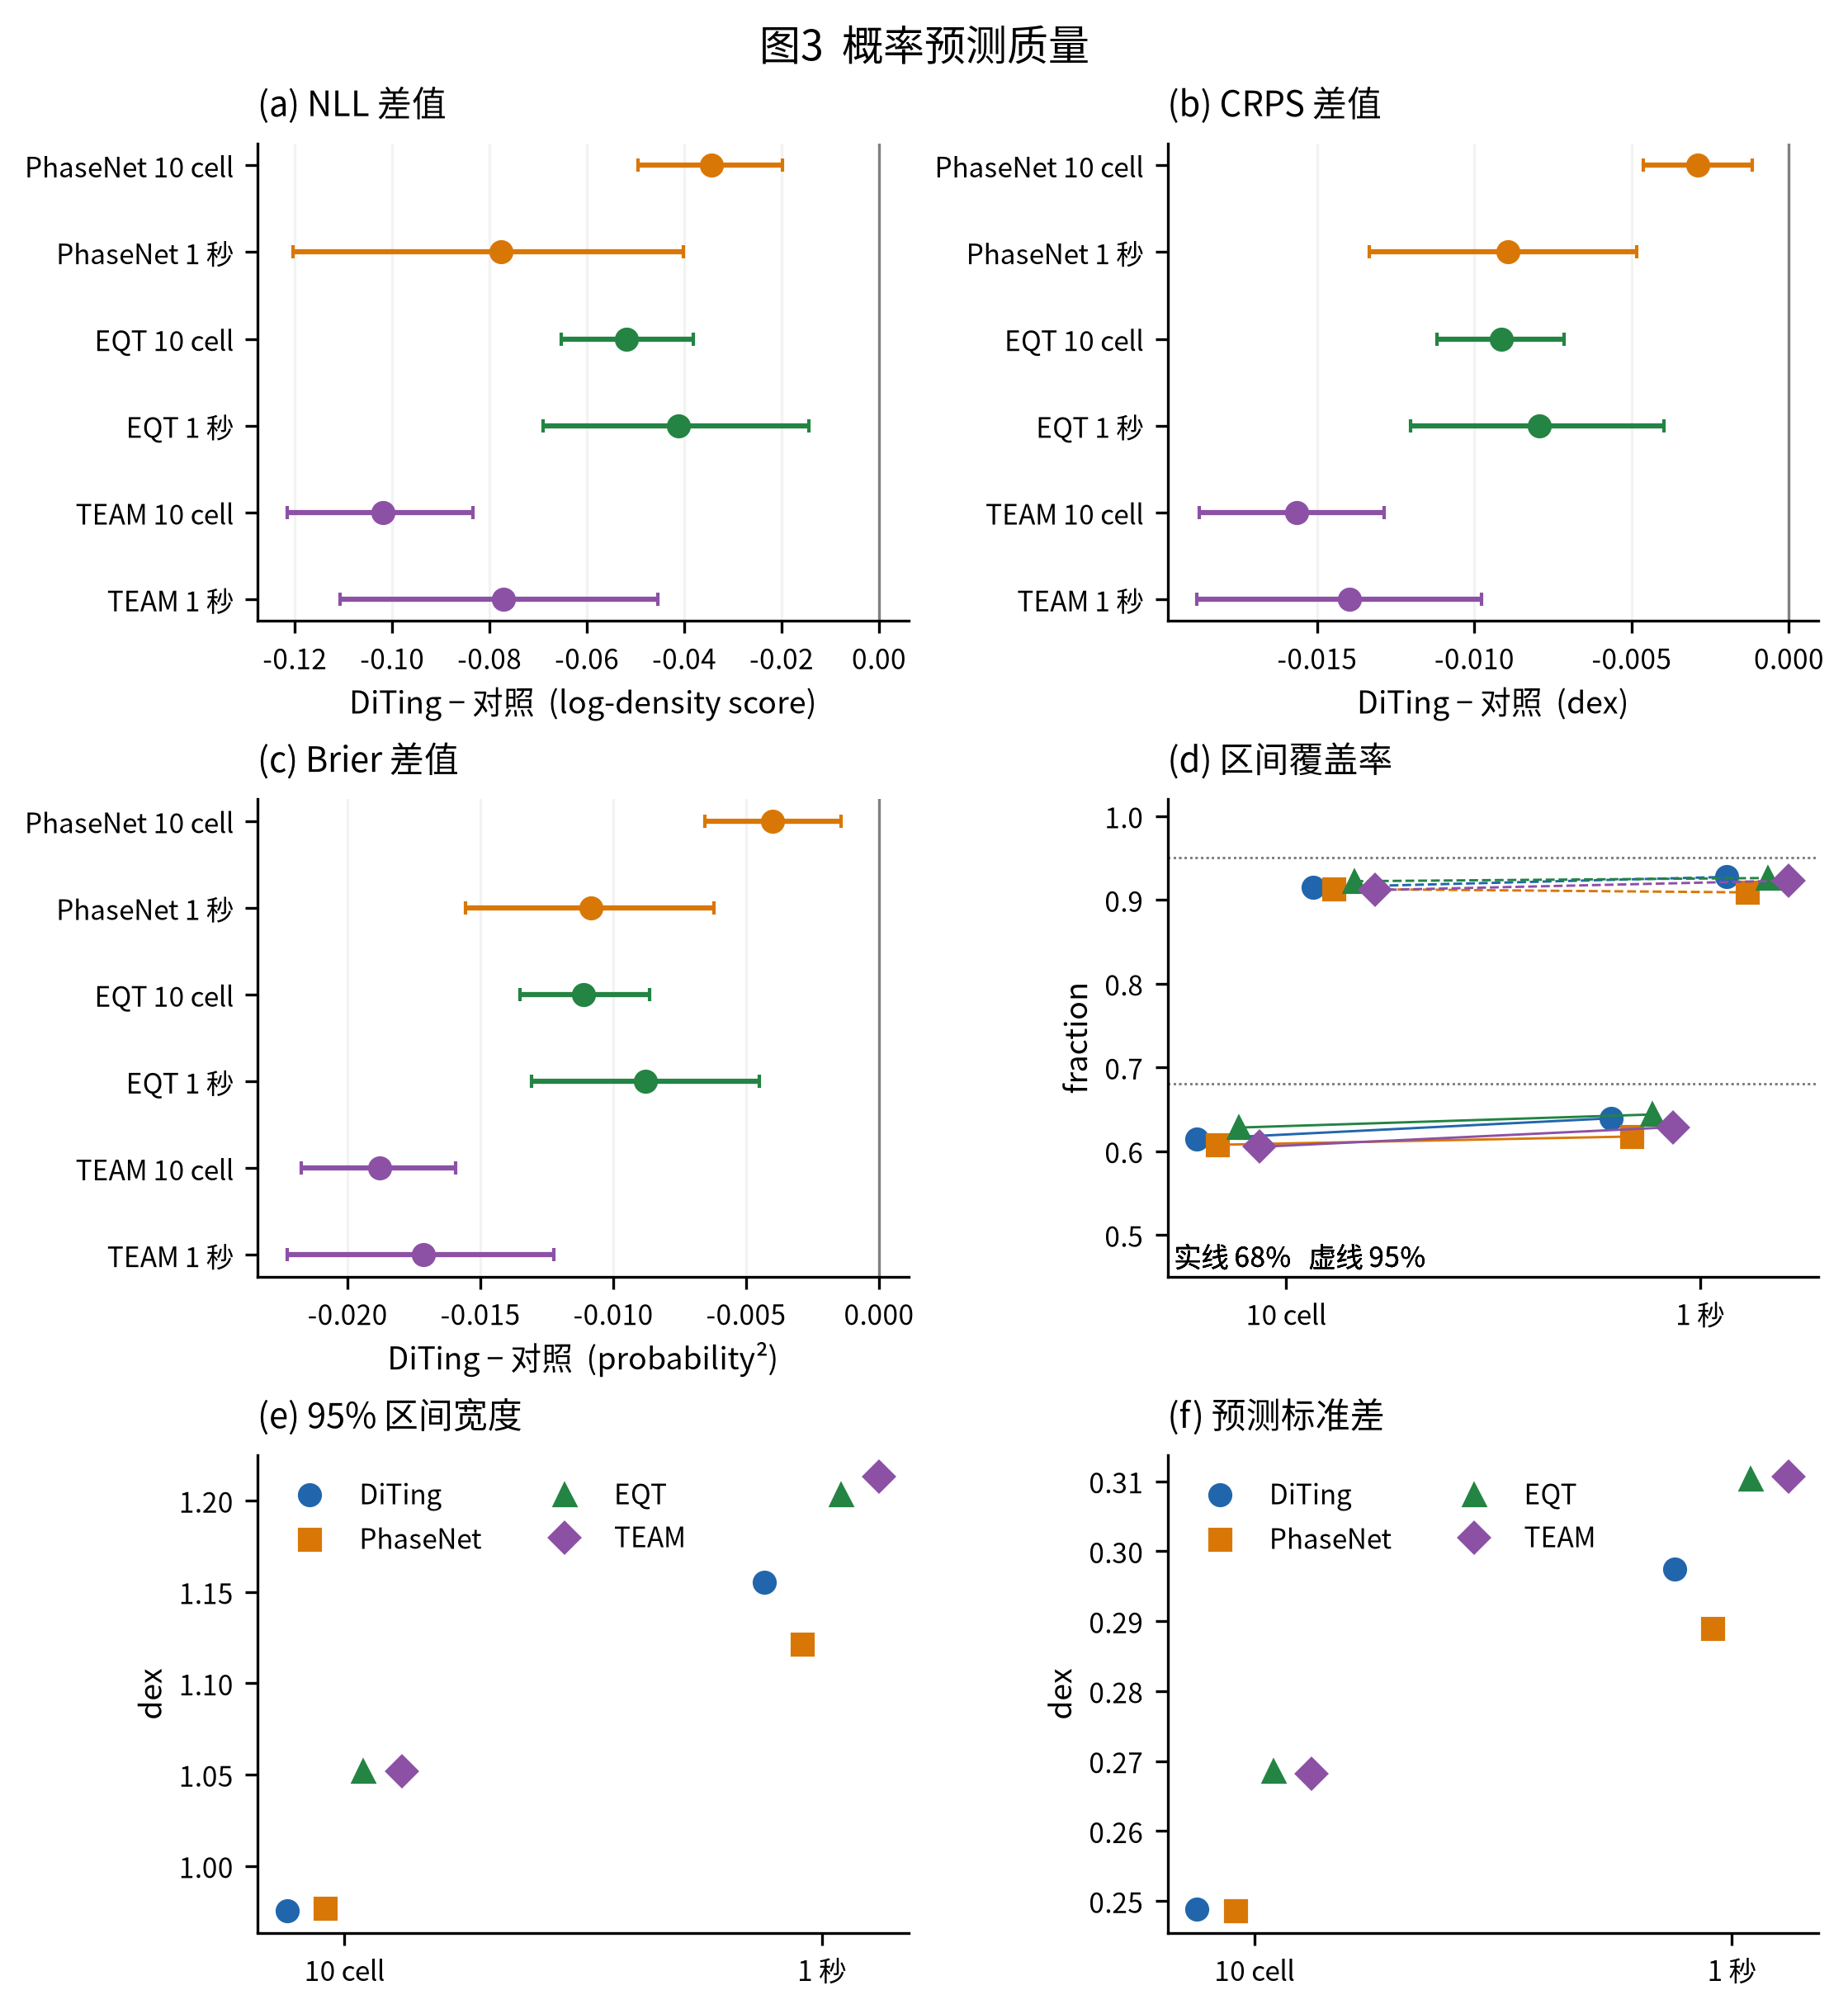 图3 概率预测质量
(a) NLL 差值
PhaseNet 10 cell
PhaseNet 1 秒
EQT 10 cell
EQT 1 秒
TEAM 10 cell
TEAM 1 秒
-0.12 -0.10 -0.08 -0.06 -0.04 -0.02 0.00
DiTing − 对照 (log-density score)
(b) CRPS 差值
PhaseNet 10 cell
PhaseNet 1 秒
EQT 10 cell
EQT 1 秒
TEAM 10 cell
TEAM 1 秒
-0.015 -0.010 -0.005 0.000
DiTing − 对照 (dex)
(c) Brier 差值
PhaseNet 10 cell
PhaseNet 1 秒
EQT 10 cell
EQT 1 秒
TEAM 10 cell
TEAM 1 秒
-0.020 -0.015 -0.010 -0.005 0.000
DiTing − 对照 (probability²)
(d) 区间覆盖率
fraction
1.0
0.9
0.8
0.7
0.6
0.5
实线 68% 虚线 95%
10 cell 1 秒
(e) 95% 区间宽度
DiTing EQT
PhaseNet TEAM
dex
1.20
1.15
1.10
1.05
1.00
10 cell 1 秒
(f) 预测标准差
DiTing EQT
PhaseNet TEAM
dex
0.31
0.30
0.29
0.28
0.27
0.26
0.25
10 cell 1 秒